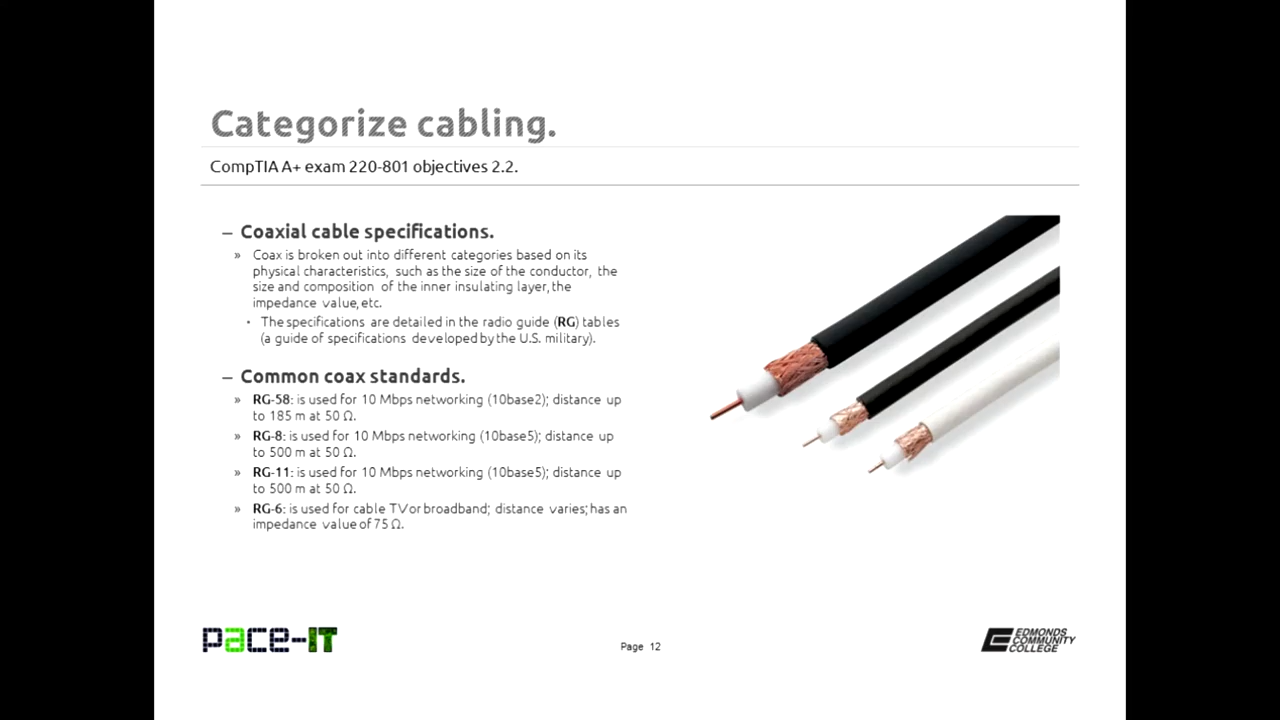 Categorize cabling.
CompTIA A+ exam 220-801 objectives 2.2.
– Coaxial cable specifications.
» Coax is broken out into different categories based on its
physical characteristics, such as the size of the conductor, the
size and composition of the inner insulating layer, the
impedance value, etc.
• The specifications are detailed in the radio guide (RG) tables
(a guide of specifications developed by the U.S. military).
– Common coax standards.
» RG-58: is used for 10 Mbps networking (10base2); distance up
to 185 m at 50 Ω.
» RG-8: is used for 10 Mbps networking (10base5); distance up
to 500 m at 50 Ω.
» RG-11: is used for 10 Mbps networking (10base5); distance up
to 500 m at 50 Ω.
» RG-6: is used for cable TV or broadband; distance varies; has an
impedance value of 75 Ω.
pace-IT
Page 12
EDMONDS
COMMUNITY
COLLEGE